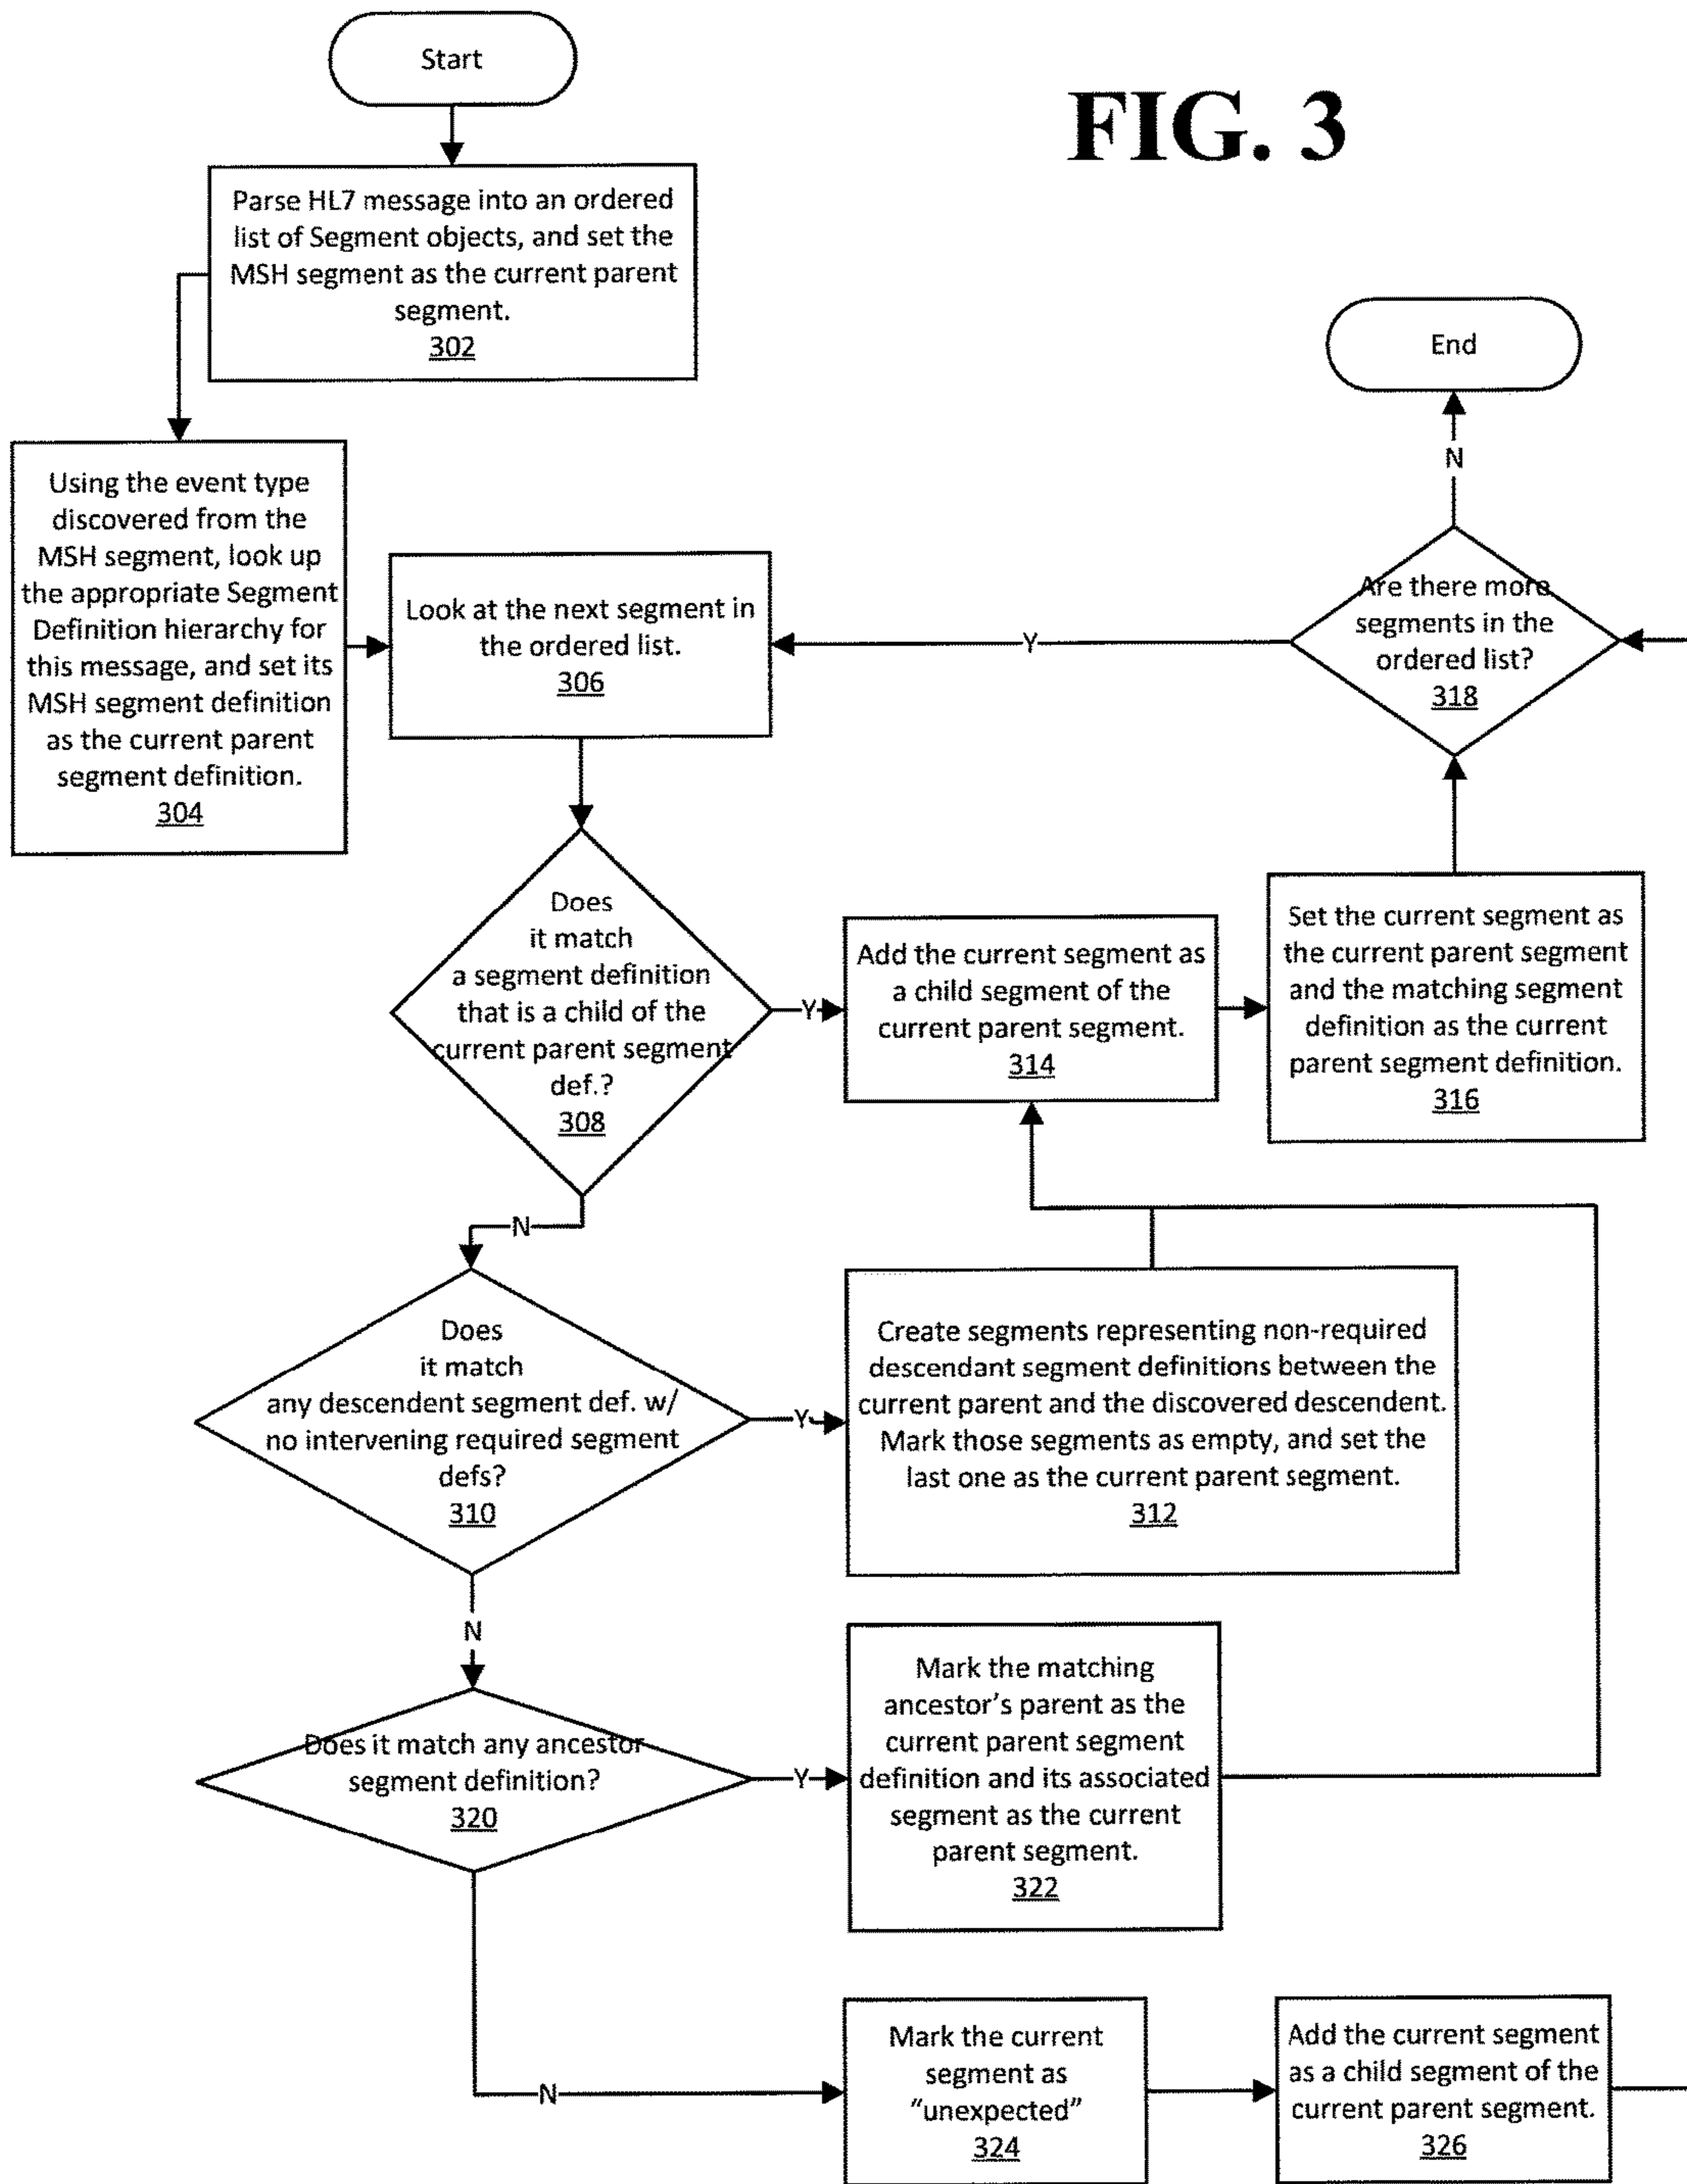 Start
FIG. 3
Parse HL7 message into an ordered
list of Segment objects, and set the
MSH segment as the current parent
segment.
302
End
N
Using the event type
discovered from the
MSH segment, look up
the appropriate Segment
Definition hierarchy for
this message, and set its
MSH segment definition
as the current parent
segment definition.
304
Look at the next segment in
the ordered list.
306
Y
Are there more
segments in the
ordered list?
318
Does
it match
a segment definition
that is a child of the
current parent segment
def.?
308
Y
Add the current segment as
a child segment of the
current parent segment.
314
Set the current segment as
the current parent segment
and the matching segment
definition as the current
parent segment definition.
316
N
Does
it match
any descendent segment def. w/
no intervening required segment
defs?
310
Y
Create segments representing non-required
descendant segment definitions between the
current parent and the discovered descendent.
Mark those segments as empty, and set the
last one as the current parent segment.
312
N
Does it match any ancestor
segment definition?
320
Y
Mark the matching
ancestor’s parent as the
current parent segment
definition and its associated
segment as the current
parent segment.
322
N
Mark the current
segment as
“unexpected”
324
Add the current segment
as a child segment of the
current parent segment.
326